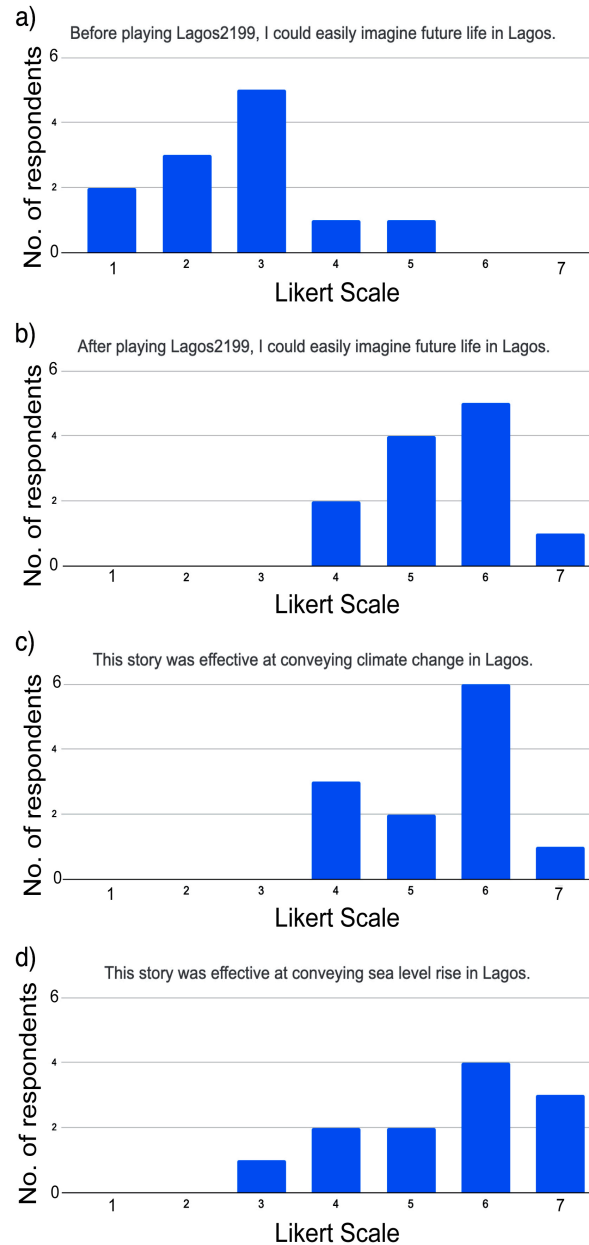 a)
Before playing Lagos2199, I could easily imagine future life in Lagos.
No. of respondents
6
4
2
0
1 2 3 4 5 6 7
Likert Scale
b)
After playing Lagos2199, I could easily imagine future life in Lagos.
No. of respondents
6
4
2
0
1 2 3 4 5 6 7
Likert Scale
c)
This story was effective at conveying climate change in Lagos.
No. of respondents
6
4
2
0
1 2 3 4 5 6 7
Likert Scale
d)
This story was effective at conveying sea level rise in Lagos.
No. of respondents
6
4
2
0
1 2 3 4 5 6 7
Likert Scale